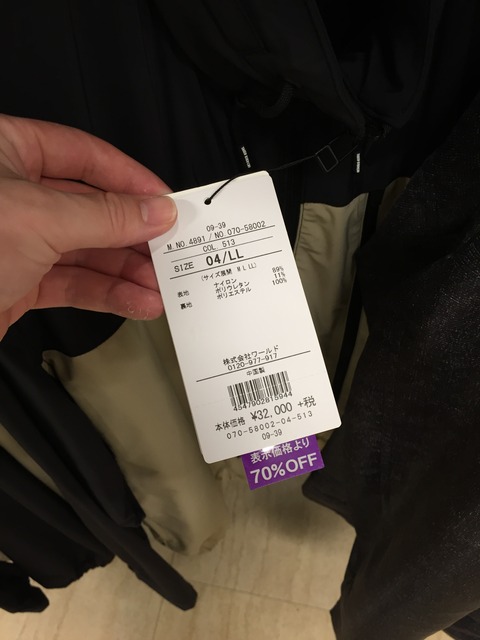 09-39
M.NO.4891 / NO.070-58002
COL. 513
SIZE 04/LL
(サイズ展開 M L LL)
表地 ナイロン 89%
ポリウレタン 11%
裏地 ポリエステル 100%
株式会社ワールド
0120-977-917
中国製
4547902815944
本体価格 ¥32,000 +税
070-58002-04-513
09-39
表示価格より
70%OFF